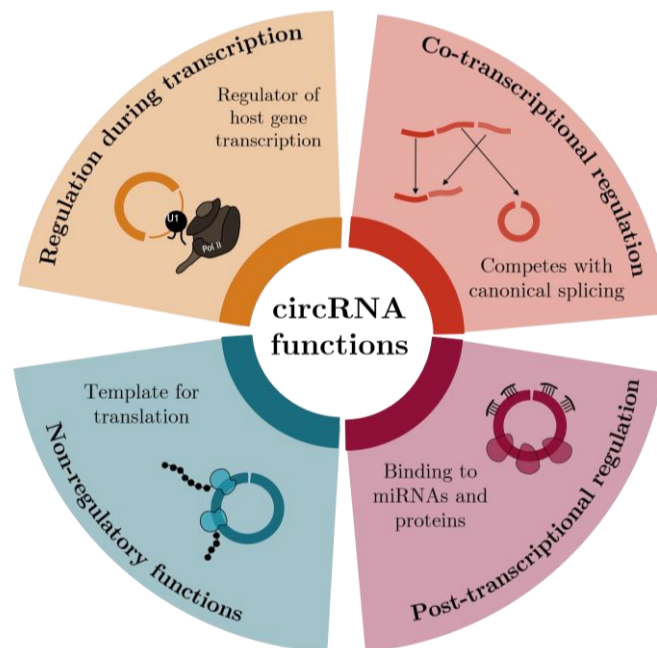 Regulation during transcription
Regulator of
host gene
transcription
U1
Pol II
Co-transcriptional regulation
Competes with
canonical splicing
circRNA
functions
Template for
translation
Non-regulatory functions
Binding to
miRNAs and
proteins
Post-transcriptional regulation